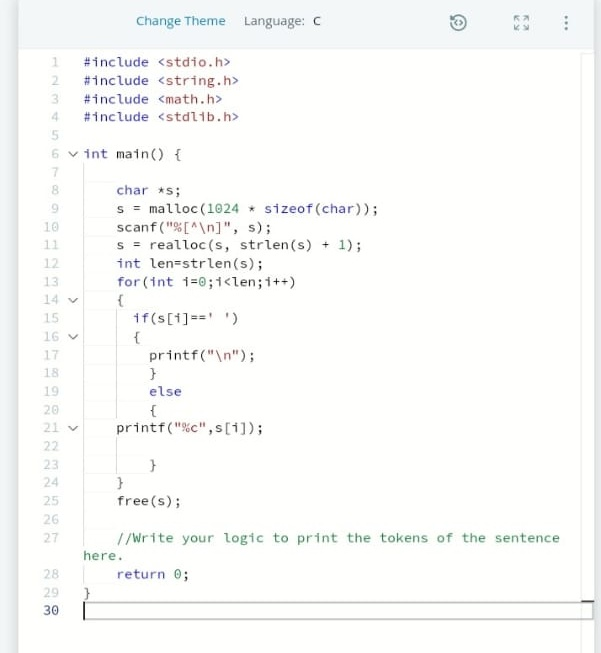 Change Theme Language: C
1 #include <stdio.h>
2 #include <string.h>
3 #include <math.h>
4 #include <stdlib.h>
5
6 int main() {
7
8 char *s;
9 s = malloc(1024 * sizeof(char));
10 scanf("%[^\n]", s);
11 s = realloc(s, strlen(s) + 1);
12 int len=strlen(s);
13 for(int i=0;i<len;i++)
14 {
15 if(s[i]==' ')
16 {
17 printf("\n");
18 }
19 else
20 {
21 printf("%c",s[i]);
22
23 }
24 }
25 free(s);
26
27 //Write your logic to print the tokens of the sentence
here.
28 return 0;
29 }
30